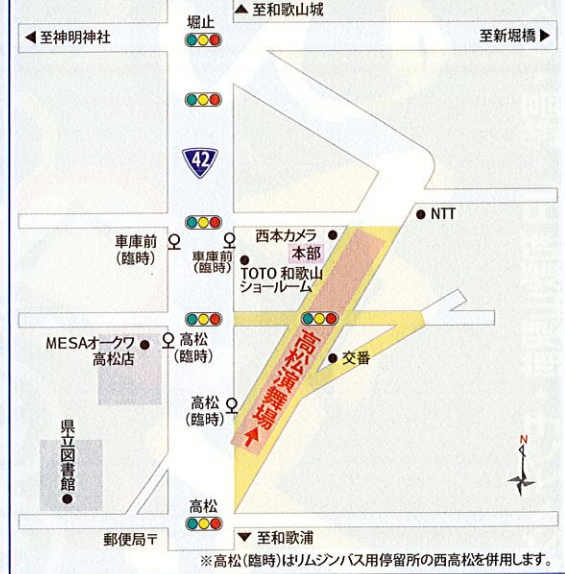 ▲ 至和歌山城
堀止
◀ 至神明神社
至新堀橋 ▶
42
NTT
車庫前
(臨時)
車庫前
(臨時)
西本カメラ
本部
TOTO 和歌山
ショールーム
MESAオークワ
高松店
高松
(臨時)
交番
高松演舞場
高松
(臨時)
県立図書館
N
高松
郵便局〒
▼ 至和歌浦
※高松(臨時)はリムジンバス用停留所の西高松を併用します。